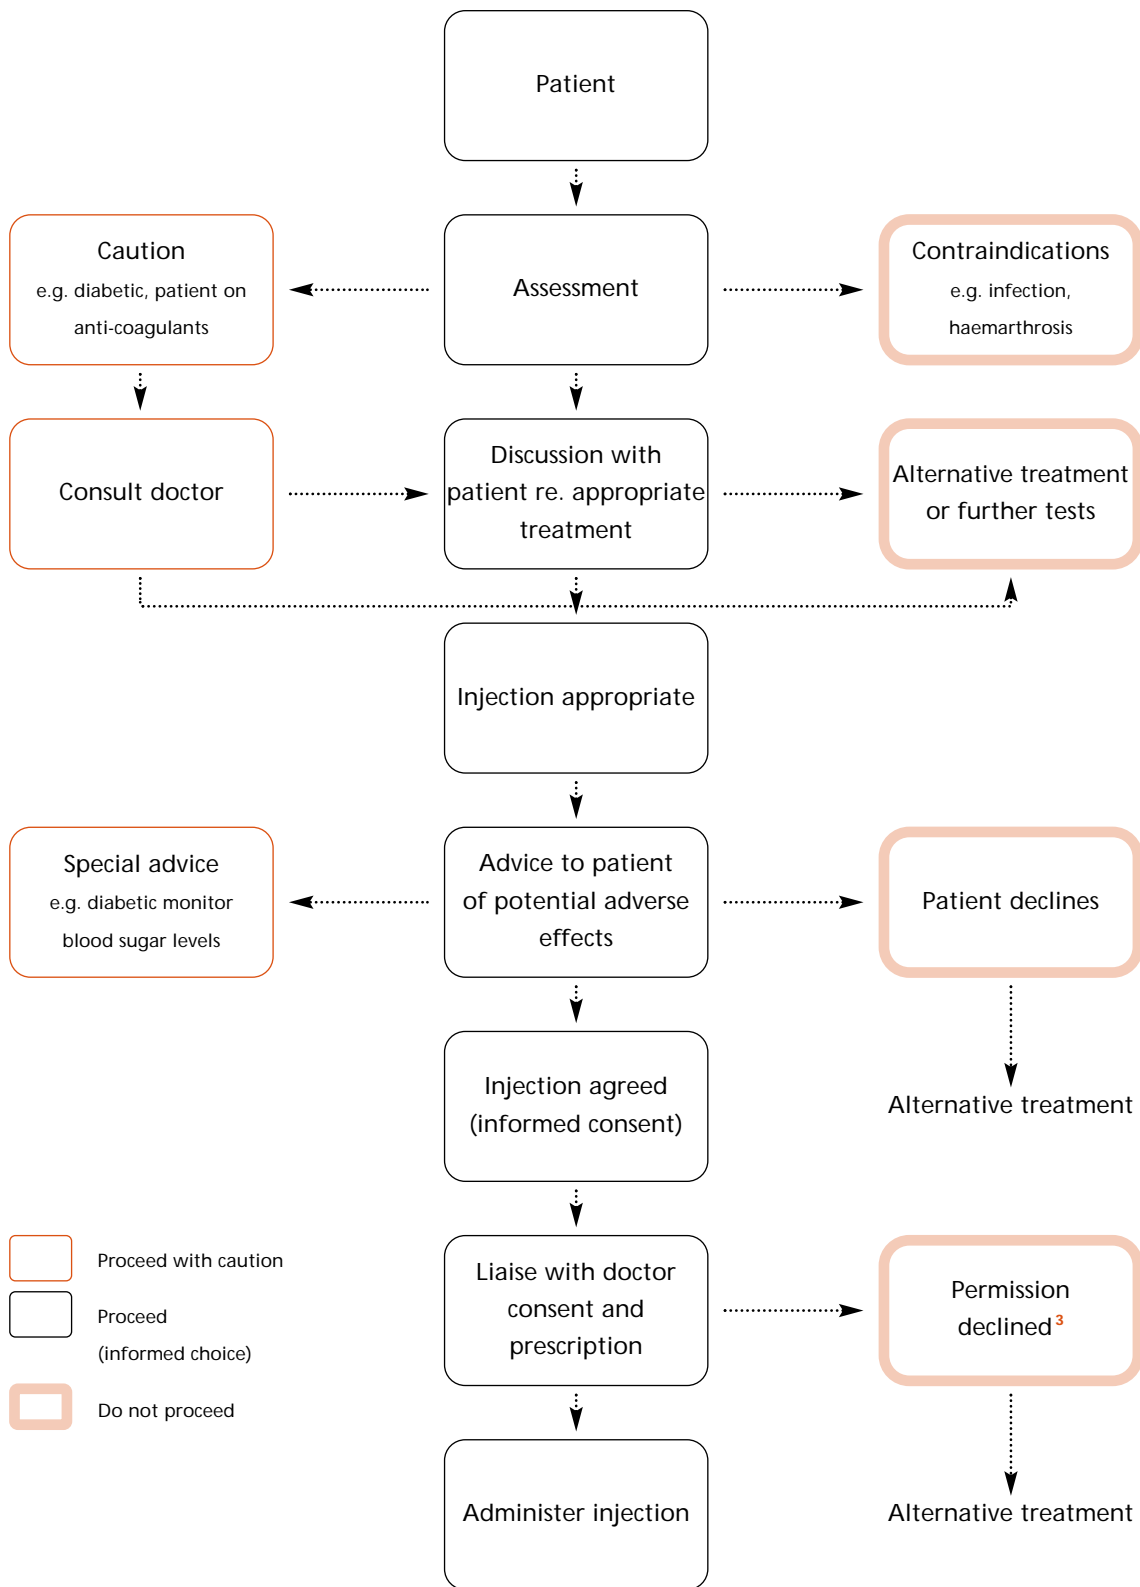 Patient
Caution
e.g. diabetic, patient on
anti-coagulants
Assessment
Contraindications
e.g. infection,
haemarthrosis
Consult doctor
Discussion with
patient re. appropriate
treatment
Alternative treatment
or further tests
Injection appropriate
Special advice
e.g. diabetic monitor
blood sugar levels
Advice to patient
of potential adverse
effects
Patient declines
Injection agreed
(informed consent)
Alternative treatment
Proceed with caution
Proceed
(informed choice)
Do not proceed
Liaise with doctor
consent and
prescription
Permission
declined³
Administer injection
Alternative treatment